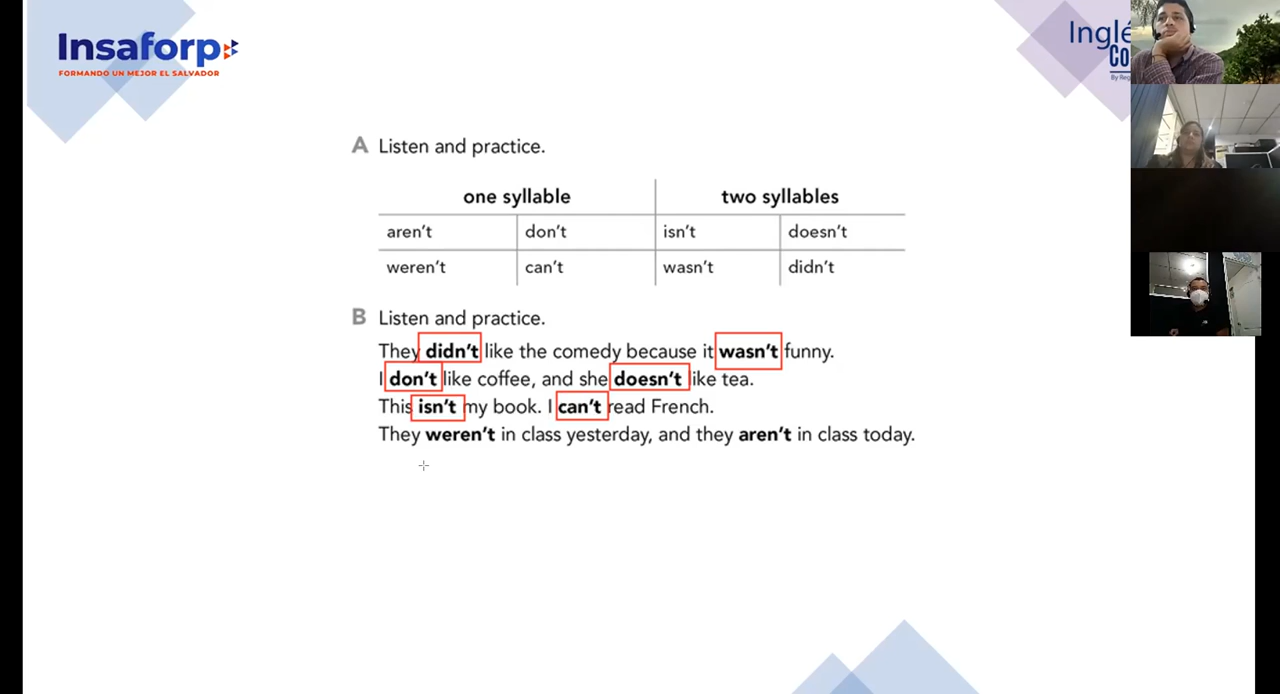 Insaforp
FORMANDO UN MEJOR EL SALVADOR
A Listen and practice.
one syllable two syllables
aren't don't isn't doesn't
weren't can't wasn't didn't
B Listen and practice.
They didn't like the comedy because it wasn't funny.
I don't like coffee, and she doesn't like tea.
This isn't my book. I can't read French.
They weren't in class yesterday, and they aren't in class today.